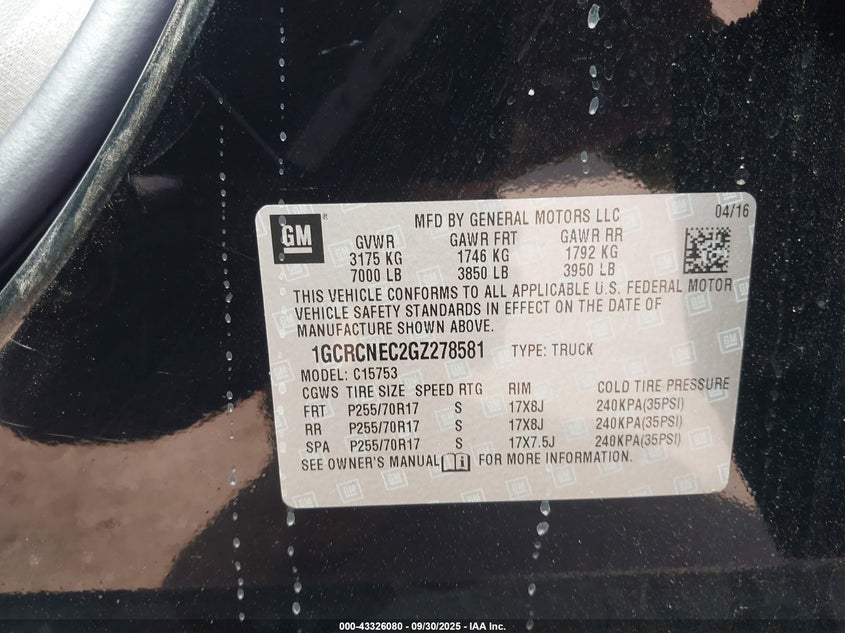 GM
MFD BY GENERAL MOTORS LLC 04/16
GVWR GAWR FRT GAWR RR
3175 KG 1746 KG 1792 KG
7000 LB 3850 LB 3950 LB
THIS VEHICLE CONFORMS TO ALL APPLICABLE U.S. FEDERAL MOTOR
VEHICLE SAFETY STANDARDS IN EFFECT ON THE DATE OF
MANUFACTURE SHOWN ABOVE.
1GCRCNEC2GZ278581 TYPE: TRUCK
MODEL: C15753
CGWS TIRE SIZE SPEED RTG RIM COLD TIRE PRESSURE
FRT P255/70R17 S 17X8J 240KPA(35PSI)
RR P255/70R17 S 17X8J 240KPA(35PSI)
SPA P255/70R17 S 17X7.5J 240KPA(35PSI)
SEE OWNER'S MANUAL FOR MORE INFORMATION.
000-43326080 - 09/30/2025 - IAA Inc.